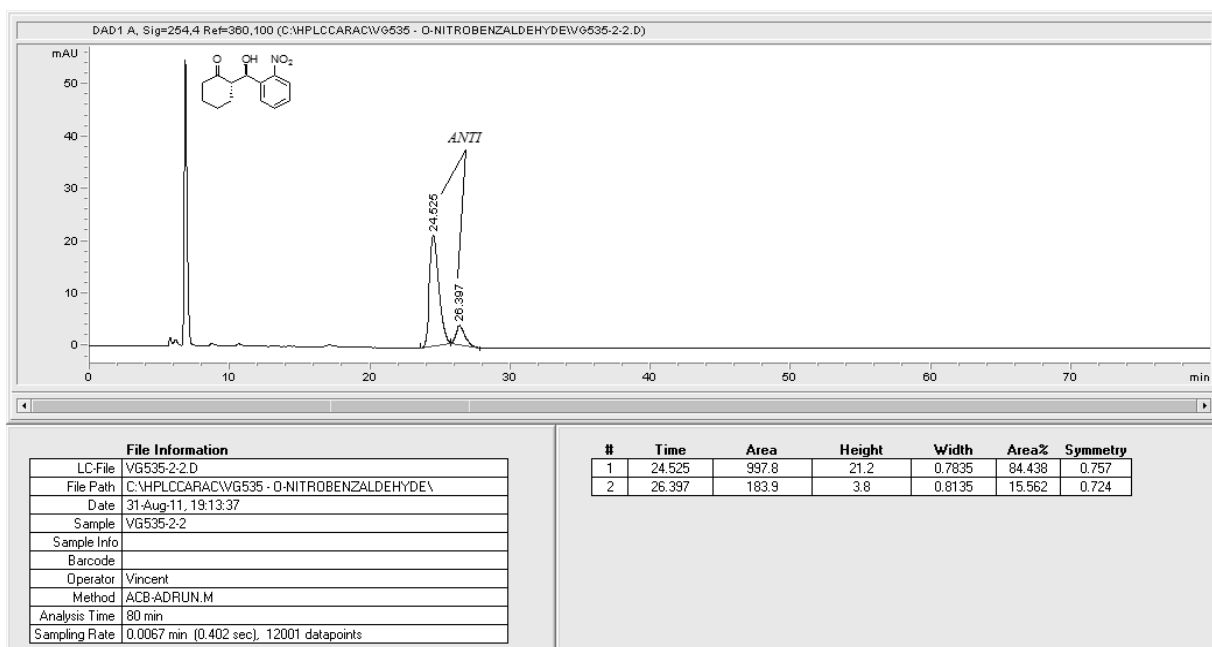 DAD1 A, Sig=254,4 Ref=360,100 (C:\HPLCCARAC\VG535 - O-NITROBENZALDEHYDE\VG535-2-2.D)
mAU
O OH NO2
50
40
30
20
10
0
ANTI
24.525
26.397
0 10 20 30 40 50 60 70 min
File Information
LC-File VG535-2-2.D
File Path C:\HPLCCARAC\VG535 - O-NITROBENZALDEHYDE\
Date 31-Aug-11, 19:13:37
Sample VG535-2-2
Sample Info
Barcode
Operator Vincent
Method ACB-ADRUN.M
Analysis Time 80 min
Sampling Rate 0.0067 min (0.402 sec), 12001 datapoints
# Time Area Height Width Area% Symmetry
1 24.525 997.8 21.2 0.7835 84.438 0.757
2 26.397 183.9 3.8 0.8135 15.562 0.724